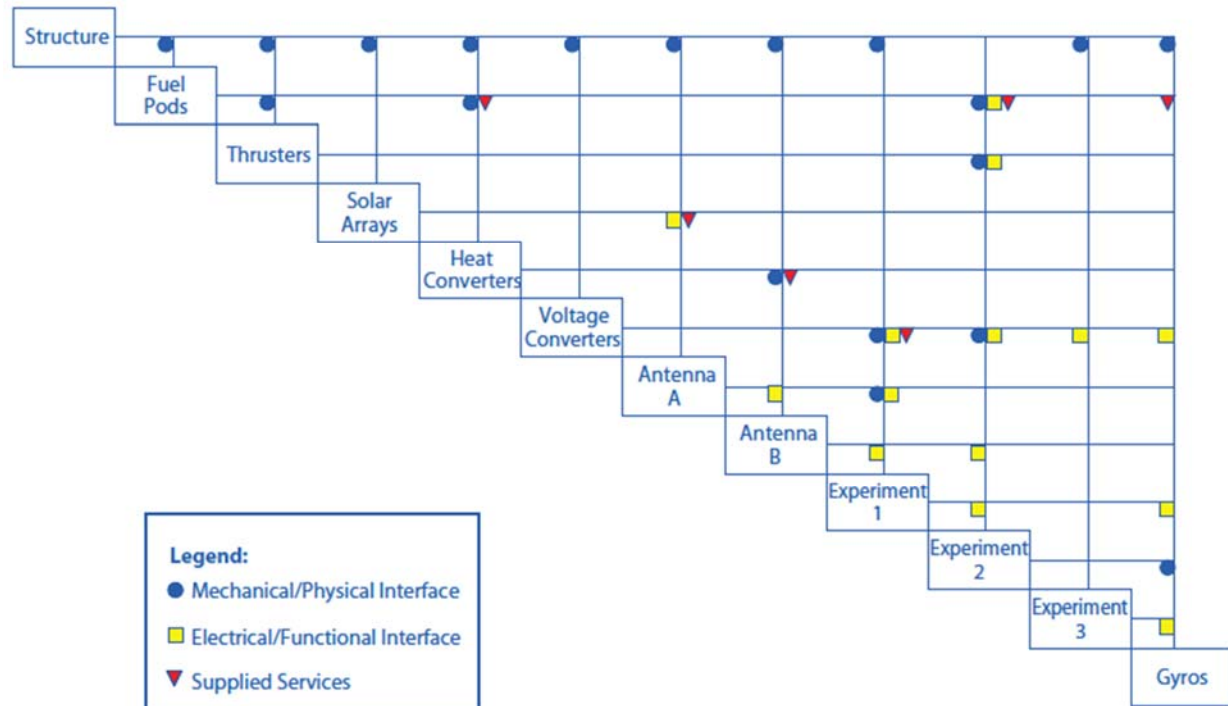 Structure
Fuel
Pods
Thrusters
Solar
Arrays
Heat
Converters
Voltage
Converters
Antenna
A
Antenna
B
Experiment
1
Experiment
2
Experiment
3
Gyros
Legend:
Mechanical/Physical Interface
Electrical/Functional Interface
Supplied Services